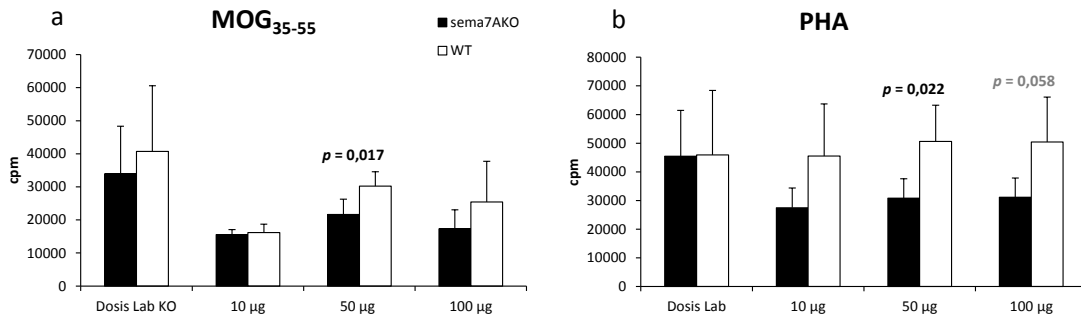 a
MOG35-55
sema7AKO
WT
70000
60000
50000
40000
30000
20000
10000
0
cpm
p = 0,017
Dosis Lab KO 10 µg 50 µg 100 µg
b
PHA
80000
70000
60000
50000
40000
30000
20000
10000
0
cpm
p = 0,022
p = 0,058
Dosis Lab 10 µg 50 µg 100 µg